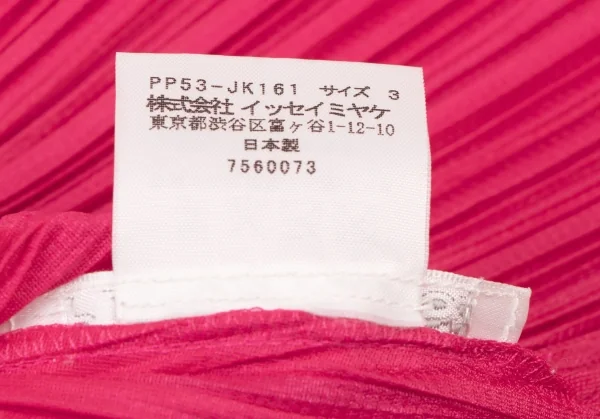 PP53-JK161 サイズ 3
株式会社 イッセイミヤケ
東京都渋谷区富ヶ谷1-12-10
日本製
7560073